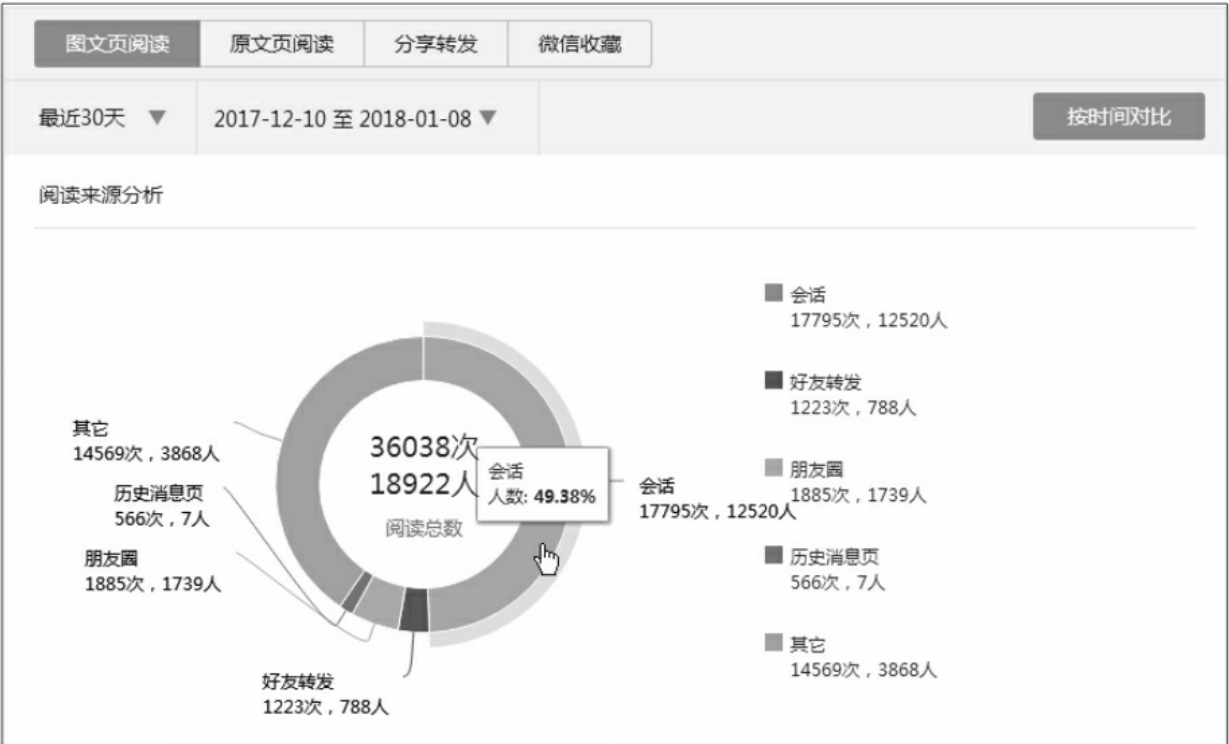 图文页阅读 原文页阅读 分享转发 微信收藏
最近30天 2017-12-10 至 2018-01-08 按时间对比
阅读来源分析
其它
14569次，3868人
历史消息页
566次，7人
朋友圈
1885次，1739人
好友转发
1223次，788人
36038次
18922人
阅读总数
会话
人数: 49.38%
会话
17795次，12520人
会话
17795次，12520人
好友转发
1223次，788人
朋友圈
1885次，1739人
历史消息页
566次，7人
其它
14569次，3868人